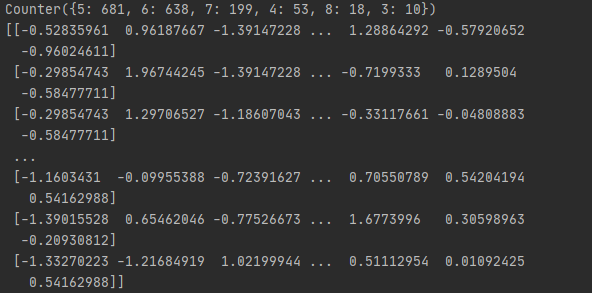 Counter({5: 681, 6: 638, 7: 199, 4: 53, 8: 18, 3: 10})
[[-0.52835961  0.96187667 -1.39147228 ...  1.28864292 -0.57920652
  -0.96024611]
 [-0.29854743  1.96744245 -1.39147228 ... -0.7199333   0.1289504
  -0.58477711]
 [-0.29854743  1.29706527 -1.18607043 ... -0.33117661 -0.04808883
  -0.58477711]
 ...
 [-1.1603431  -0.09955388 -0.72391627 ...  0.70550789  0.54204194
   0.54162988]
 [-1.39015528  0.65462046 -0.77526673 ...  1.6773996   0.30598963
  -0.20930812]
 [-1.33270223 -1.21684919  1.02199944 ...  0.51112954  0.01092425
   0.54162988]]